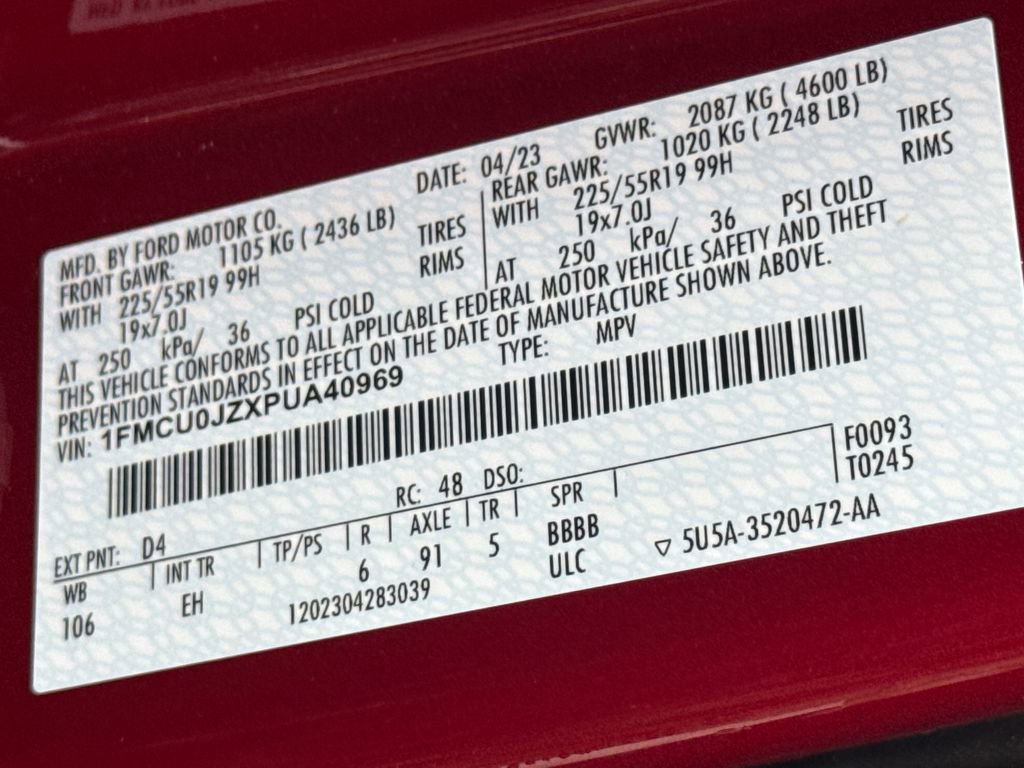 MFD. BY FORD MOTOR CO. DATE: 04/23 GVWR: 2087 KG ( 4600 LB)
FRONT GAWR: 1105 KG ( 2436 LB) REAR GAWR: 1020 KG ( 2248 LB)
WITH 225/55R19 99H TIRES WITH 225/55R19 99H TIRES
19x7.0J RIMS 19x7.0J RIMS
AT 250 kPa/ 36 PSI COLD AT 250 kPa/ 36 PSI COLD
THIS VEHICLE CONFORMS TO ALL APPLICABLE FEDERAL MOTOR VEHICLE SAFETY AND THEFT
PREVENTION STANDARDS IN EFFECT ON THE DATE OF MANUFACTURE SHOWN ABOVE.
VIN: 1FMCU0JZXPUA40969 TYPE: MPV
EXT PNT: D4 RC: 48 DSO: F0093
WB INT TR TP/PS R AXLE TR SPR T0245
106 EH 6 91 5 BBBB
1202304283039 ULC ▽ 5U5A-3520472-AA